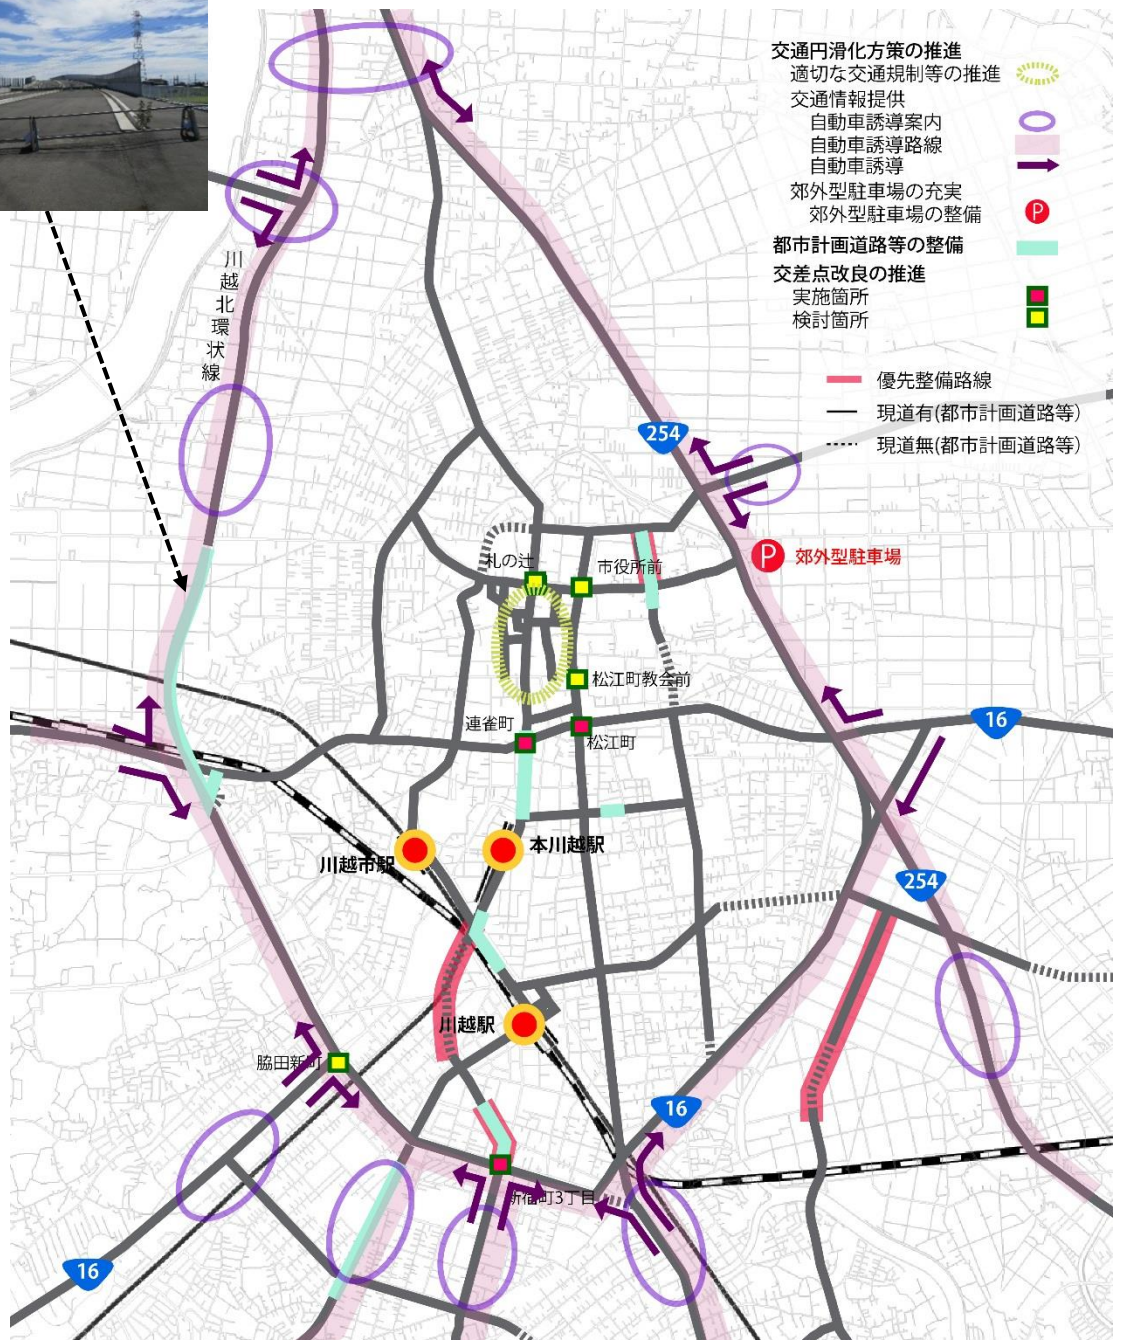 交通円滑化方策の推進
適切な交通規制等の推進
交通情報提供
自動車誘導案内
自動車誘導路線
自動車誘導
郊外型駐車場の充実
郊外型駐車場の整備
P
都市計画道路等の整備
交差点改良の推進
実施箇所
検討箇所
優先整備路線
現道有(都市計画道路等)
現道無(都市計画道路等)
川越北環状線
254
札の辻
市役所前
P 郊外型駐車場
松江町教会前
連雀町
松江町
16
川越市駅
本川越駅
254
川越駅
脇田新町
16
新宿町3丁目
16